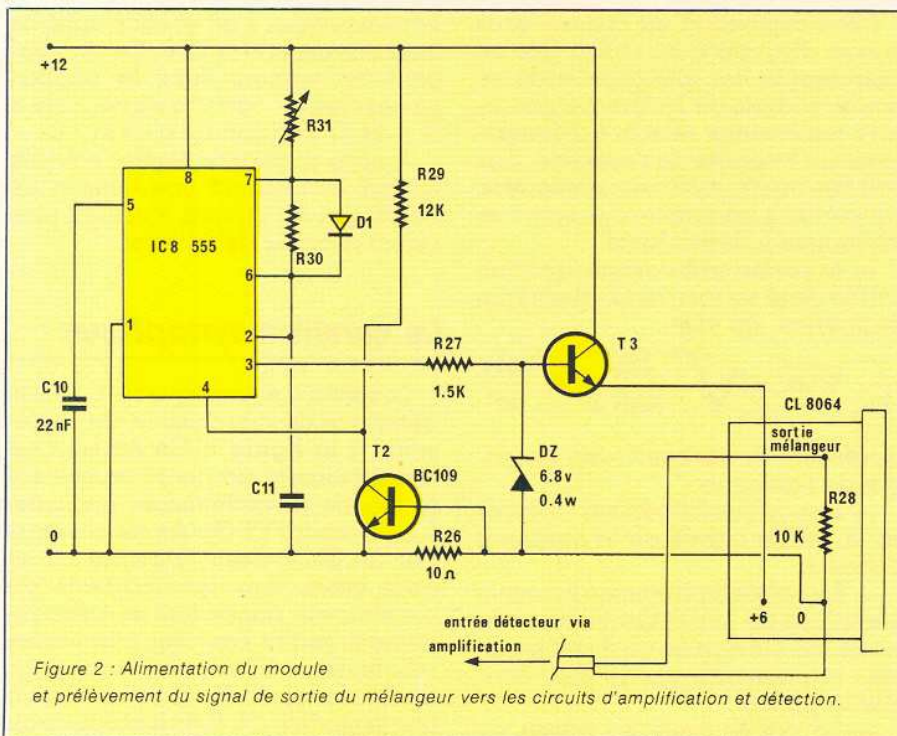 +12
R31
R29
12K
8
7
5
D1
IC8 555
R30
6
T3
1
2
R27
3
1.5K
CL 8064
4
sortie
mélangeur
C10
22nF
T2
BC109
DZ
6.8v
0.4w
R28
C11
R26
10Ω
10 K
0
+6 0
entrée détecteur via
amplification
Figure 2 : Alimentation du module
et prélèvement du signal de sortie du mélangeur vers les circuits d'amplification et détection.